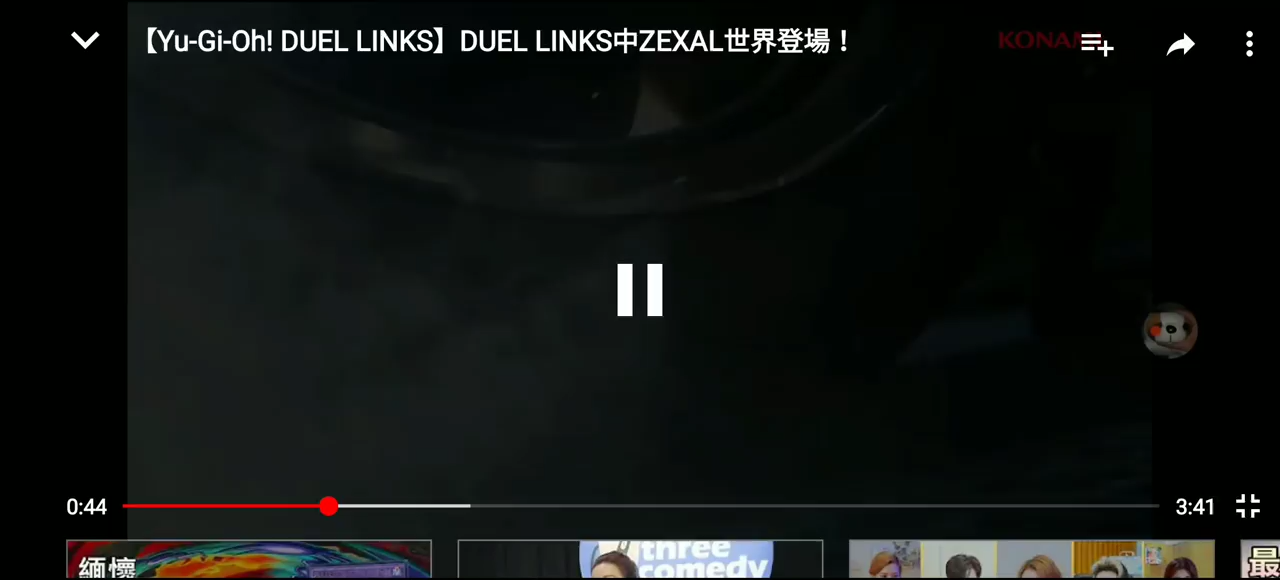 【Yu-Gi-Oh! DUEL LINKS】DUEL LINKS中ZEXAL世界登場！
KONAMI
0:44
3:41
緬懷
three
comedy
最